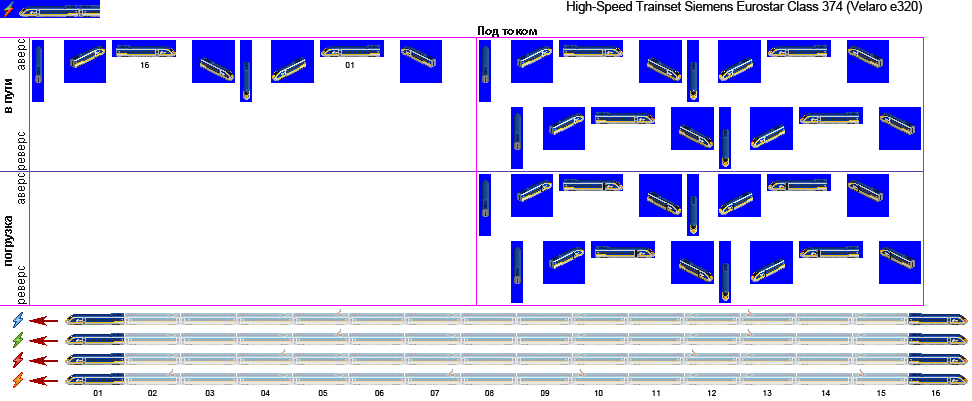 High-Speed Trainset Siemens Eurostar Class 374 (Velaro e320)
Под током
в пути
аверс
16
01
реверс
погрузка
аверс
реверс
01 02 03 04 05 06 07 08 09 10 11 12 13 14 15 16